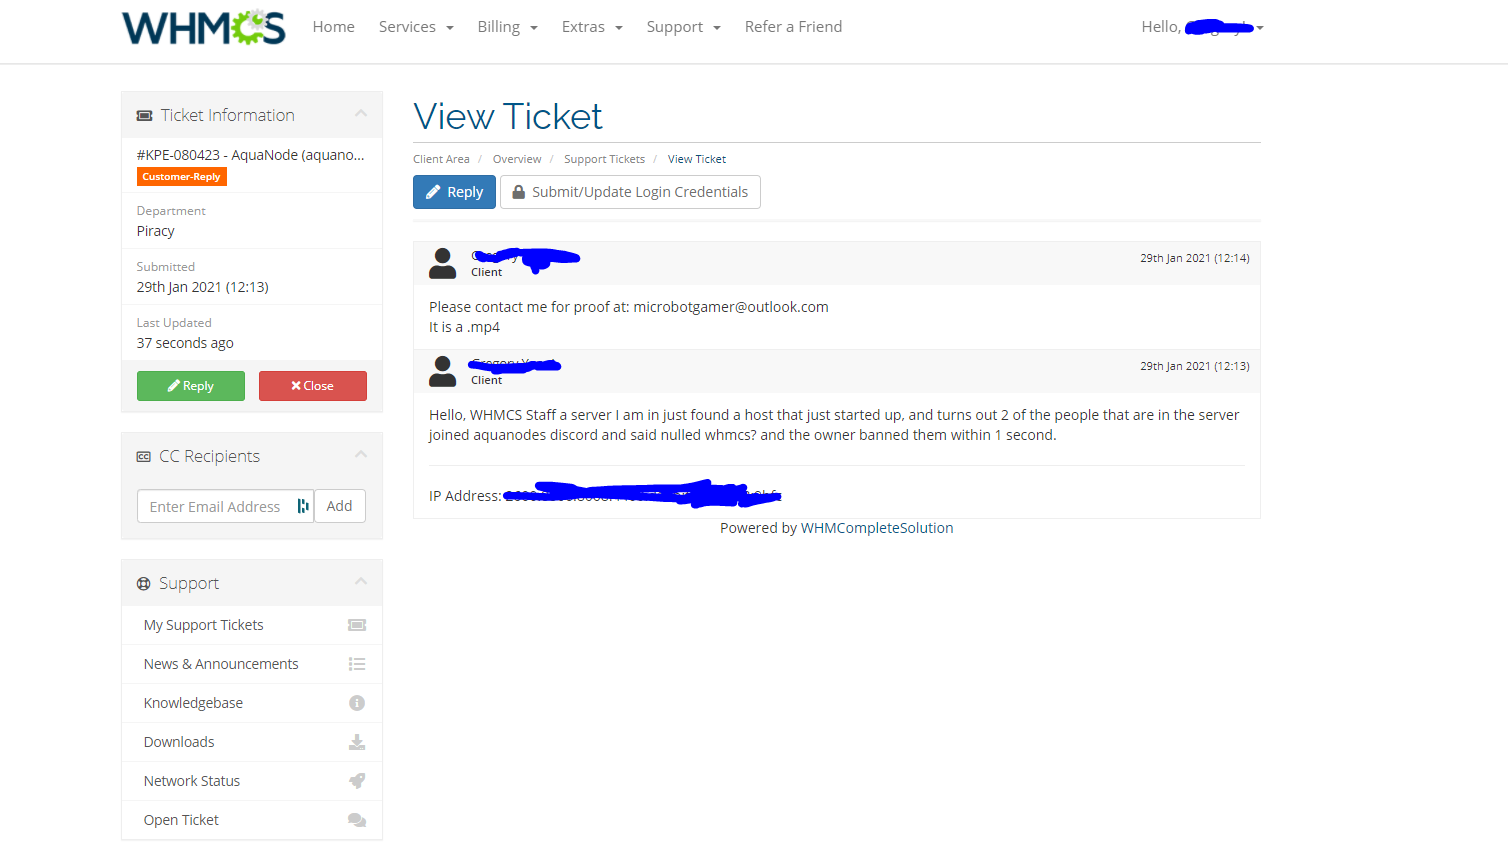 WHMCS
Home Services Billing Extras Support Refer a Friend
Hello,
Ticket Information
#KPE-080423 - AquaNode (aquano...
Customer-Reply
Department
Piracy
Submitted
29th Jan 2021 (12:13)
Last Updated
37 seconds ago
Reply
Close
CC Recipients
Enter Email Address
Add
Support
My Support Tickets
News & Announcements
Knowledgebase
Downloads
Network Status
Open Ticket
View Ticket
Client Area / Overview / Support Tickets / View Ticket
Reply
Submit/Update Login Credentials
Client
29th Jan 2021 (12:14)
Please contact me for proof at: microbotgamer@outlook.com
It is a .mp4
Client
29th Jan 2021 (12:13)
Hello, WHMCS Staff a server I am in just found a host that just started up, and turns out 2 of the people that are in the server
joined aquanodes discord and said nulled whmcs? and the owner banned them within 1 second.
IP Address:
Powered by WHMCompleteSolution